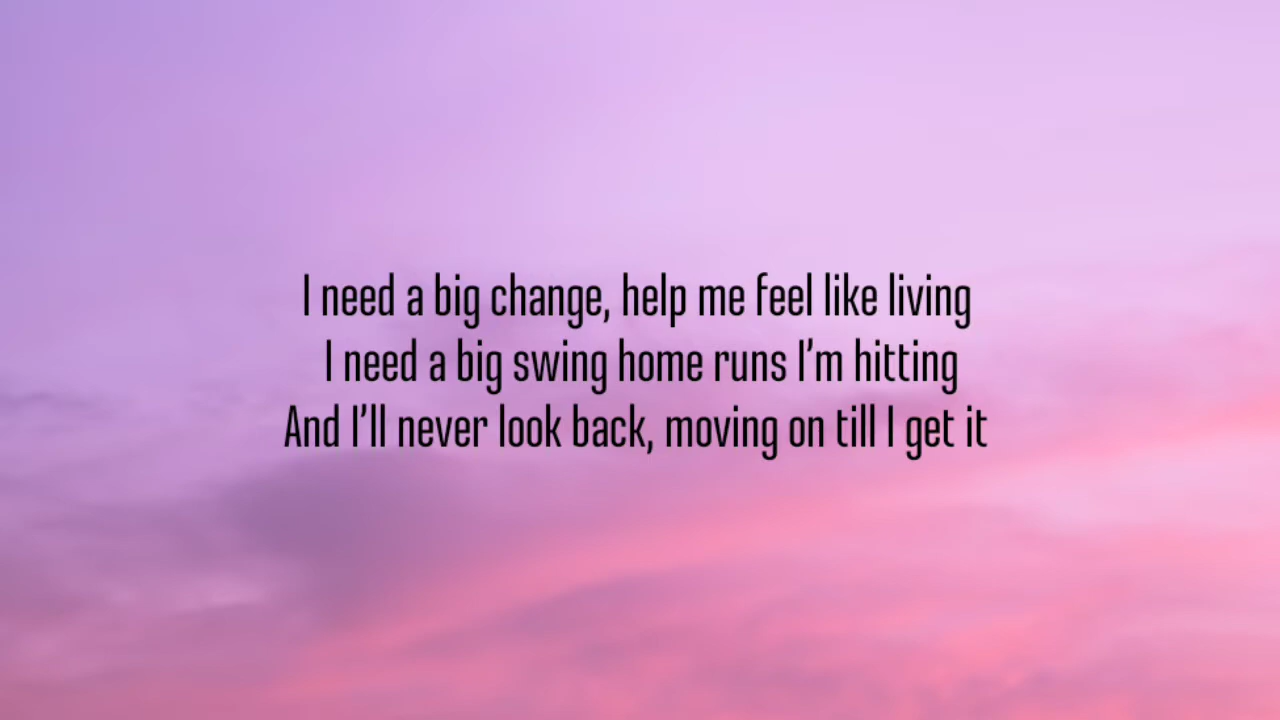 I need a big change, help me feel like living
I need a big swing home runs I’m hitting
And I’ll never look back, moving on till I get it